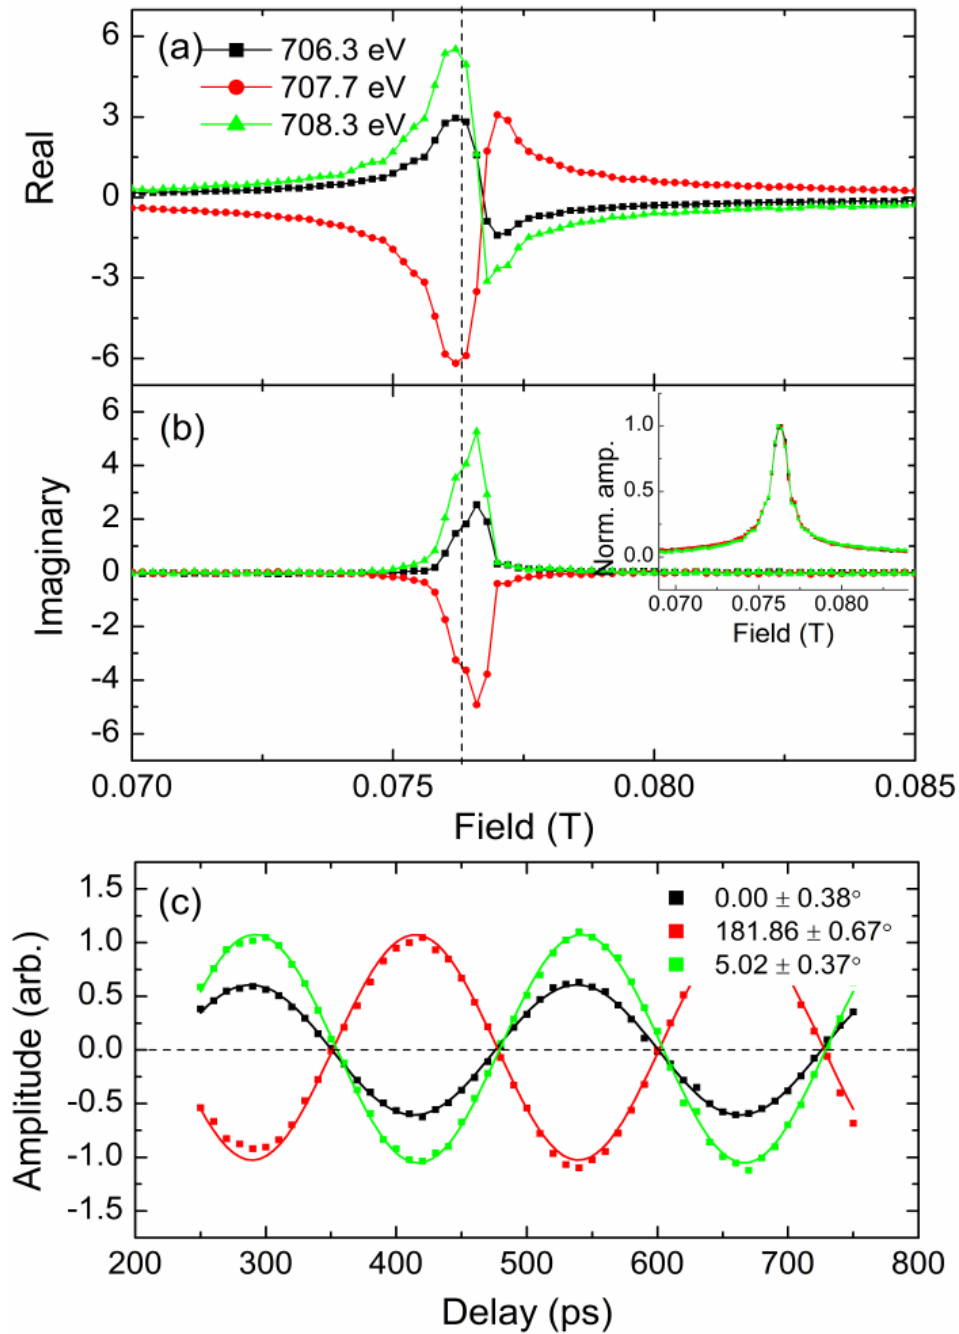 (a)
706.3 eV
707.7 eV
708.3 eV
6
3
0
-3
-6
Real
(b)
6
4
2
0
-2
-4
-6
Imaginary
1.0
0.5
0.0
Norm. amp.
0.070 0.075 0.080
Field (T)
0.070 0.075 0.080 0.085
Field (T)
(c)
0.00 ± 0.38°
181.86 ± 0.67°
5.02 ± 0.37°
1.5
1.0
0.5
0.0
-0.5
-1.0
-1.5
Amplitude (arb.)
200 300 400 500 600 700 800
Delay (ps)